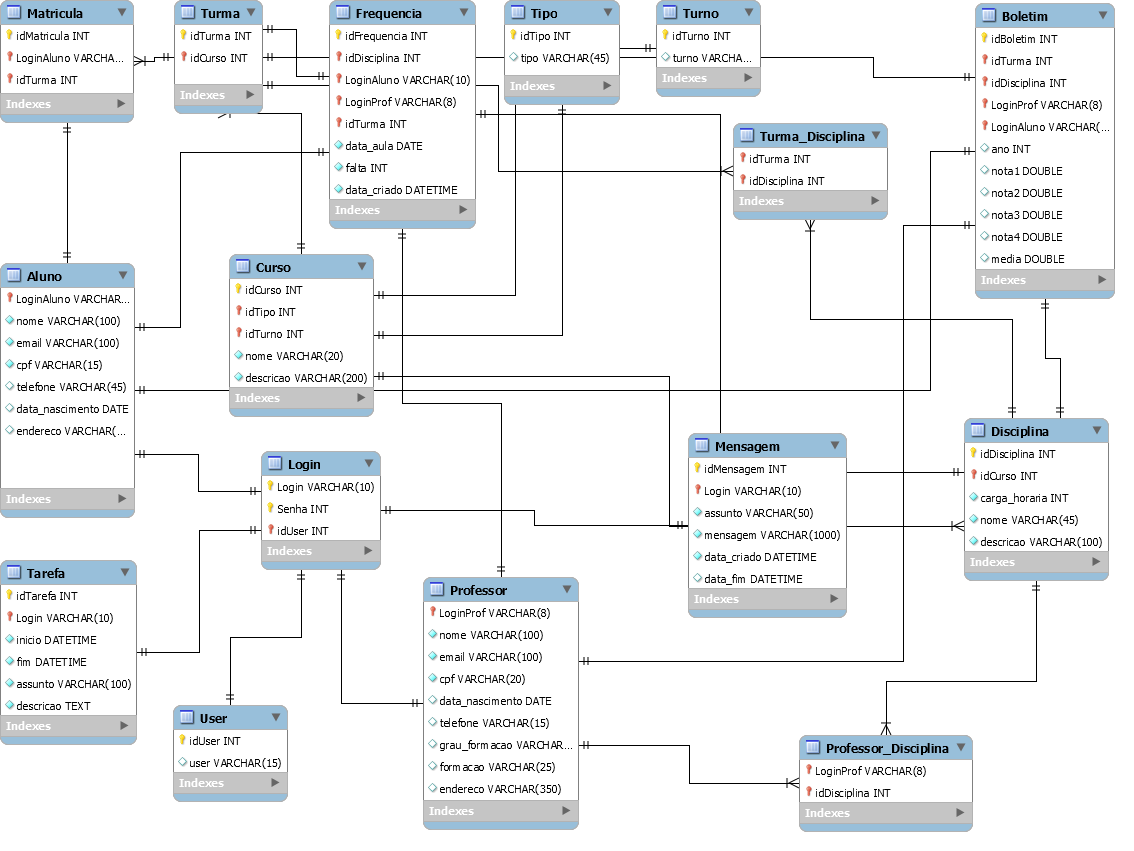 Matricula
idMatricula INT
LoginAluno VARCHA...
idTurma INT
Indexes
Turma
idTurma INT
idCurso INT
Indexes
Frequencia
idFrequencia INT
idDisciplina INT
LoginAluno VARCHAR(10)
LoginProf VARCHAR(8)
idTurma INT
data_aula DATE
falta INT
data_criado DATETIME
Indexes
Tipo
idTipo INT
tipo VARCHAR(45)
Indexes
Turno
idTurno INT
turno VARCHA...
Indexes
Boletim
idBoletim INT
idTurma INT
idDisciplina INT
LoginProf VARCHAR(8)
LoginAluno VARCHAR(...
ano INT
nota1 DOUBLE
nota2 DOUBLE
nota3 DOUBLE
nota4 DOUBLE
media DOUBLE
Indexes
Turma_Disciplina
idTurma INT
idDisciplina INT
Indexes
Aluno
LoginAluno VARCHAR...
nome VARCHAR(100)
email VARCHAR(100)
cpf VARCHAR(15)
telefone VARCHAR(45)
data_nascimento DATE
endereco VARCHAR(...
Indexes
Curso
idCurso INT
idTipo INT
idTurno INT
nome VARCHAR(20)
descricao VARCHAR(200)
Indexes
Login
Login VARCHAR(10)
Senha INT
idUser INT
Indexes
Mensagem
idMensagem INT
Login VARCHAR(10)
assunto VARCHAR(50)
mensagem VARCHAR(1000)
data_criado DATETIME
data_fim DATETIME
Indexes
Disciplina
idDisciplina INT
idCurso INT
carga_horaria INT
nome VARCHAR(45)
descricao VARCHAR(100)
Indexes
Tarefa
idTarefa INT
Login VARCHAR(10)
inicio DATETIME
fim DATETIME
assunto VARCHAR(100)
descricao TEXT
Indexes
User
idUser INT
user VARCHAR(15)
Indexes
Professor
LoginProf VARCHAR(8)
nome VARCHAR(100)
email VARCHAR(100)
cpf VARCHAR(20)
data_nascimento DATE
telefone VARCHAR(15)
grau_formacao VARCHAR...
formacao VARCHAR(25)
endereco VARCHAR(350)
Indexes
Professor_Disciplina
LoginProf VARCHAR(8)
idDisciplina INT
Indexes